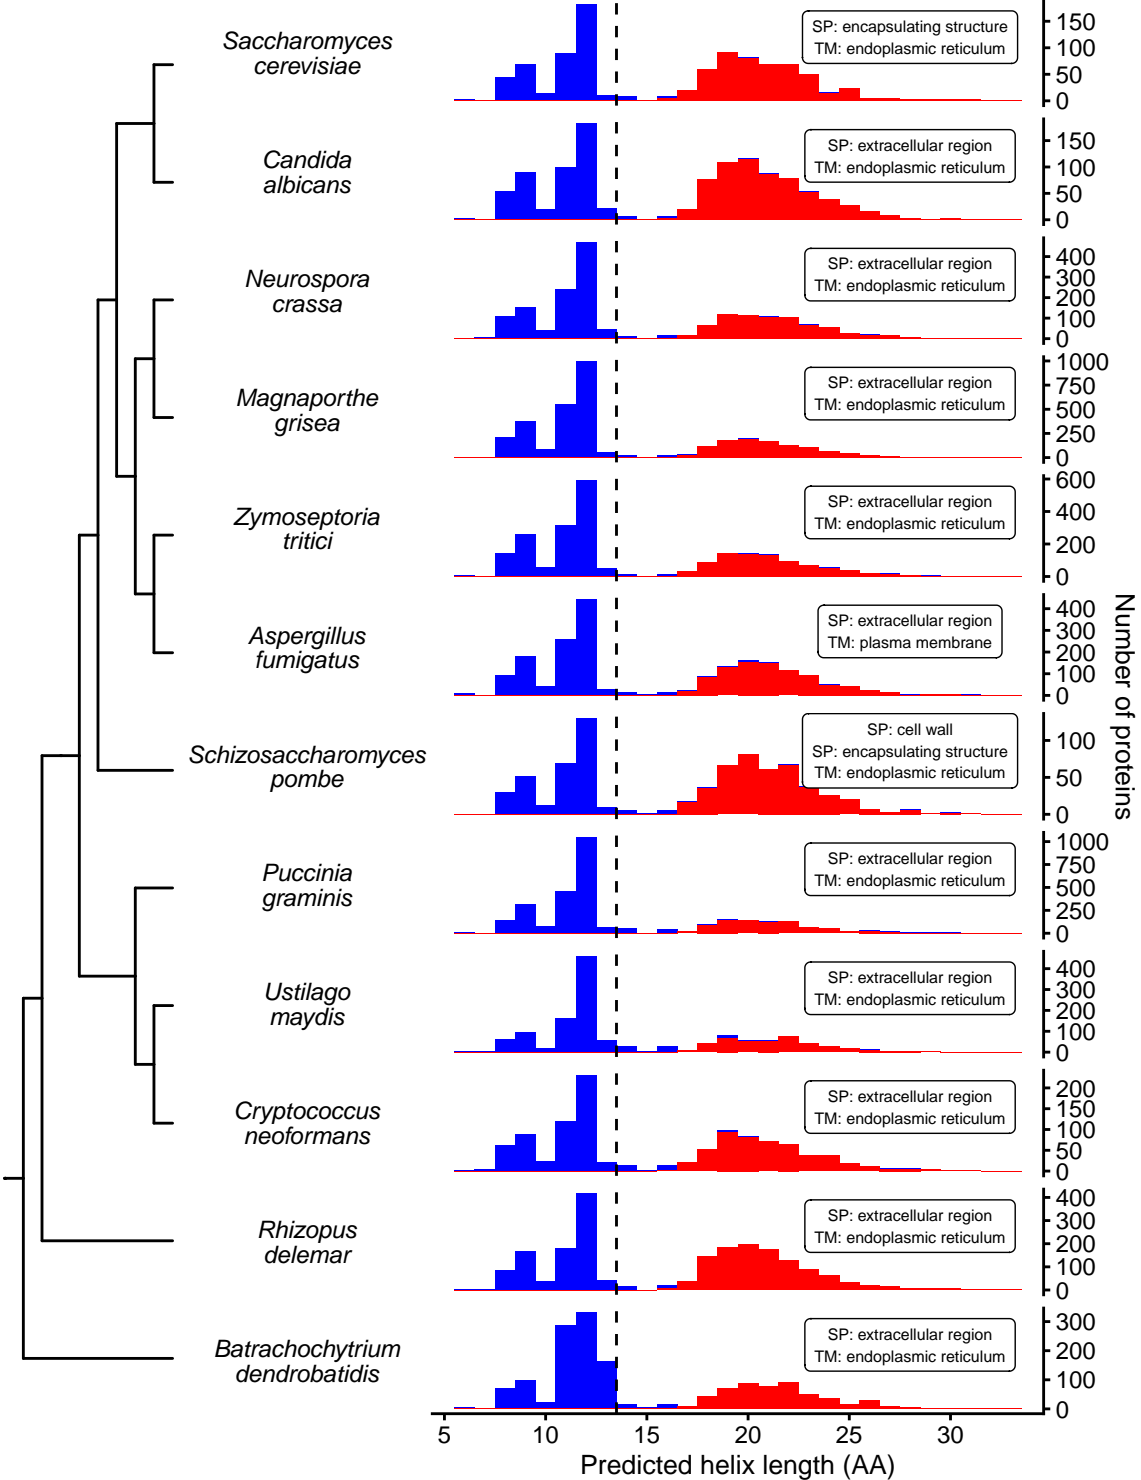 Saccharomyces
cerevisiae
SP: encapsulating structure
TM: endoplasmic reticulum
150
100
50
0
Candida
albicans
SP: extracellular region
TM: endoplasmic reticulum
150
100
50
0
Neurospora
crassa
SP: extracellular region
TM: endoplasmic reticulum
400
300
200
100
0
Magnaporthe
grisea
SP: extracellular region
TM: endoplasmic reticulum
1000
750
500
250
0
Zymoseptoria
tritici
SP: extracellular region
TM: endoplasmic reticulum
600
400
200
0
Aspergillus
fumigatus
SP: extracellular region
TM: plasma membrane
400
300
200
100
0
Schizosaccharomyces
pombe
SP: cell wall
SP: encapsulating structure
TM: endoplasmic reticulum
100
50
0
Puccinia
graminis
SP: extracellular region
TM: endoplasmic reticulum
1000
750
500
250
0
Ustilago
maydis
SP: extracellular region
TM: endoplasmic reticulum
400
300
200
100
0
Cryptococcus
neoformans
SP: extracellular region
TM: endoplasmic reticulum
200
150
100
50
0
Rhizopus
delemar
SP: extracellular region
TM: endoplasmic reticulum
400
300
200
100
0
Batrachochytrium
dendrobatidis
SP: extracellular region
TM: endoplasmic reticulum
300
200
100
0
Number of proteins
5 10 15 20 25 30
Predicted helix length (AA)